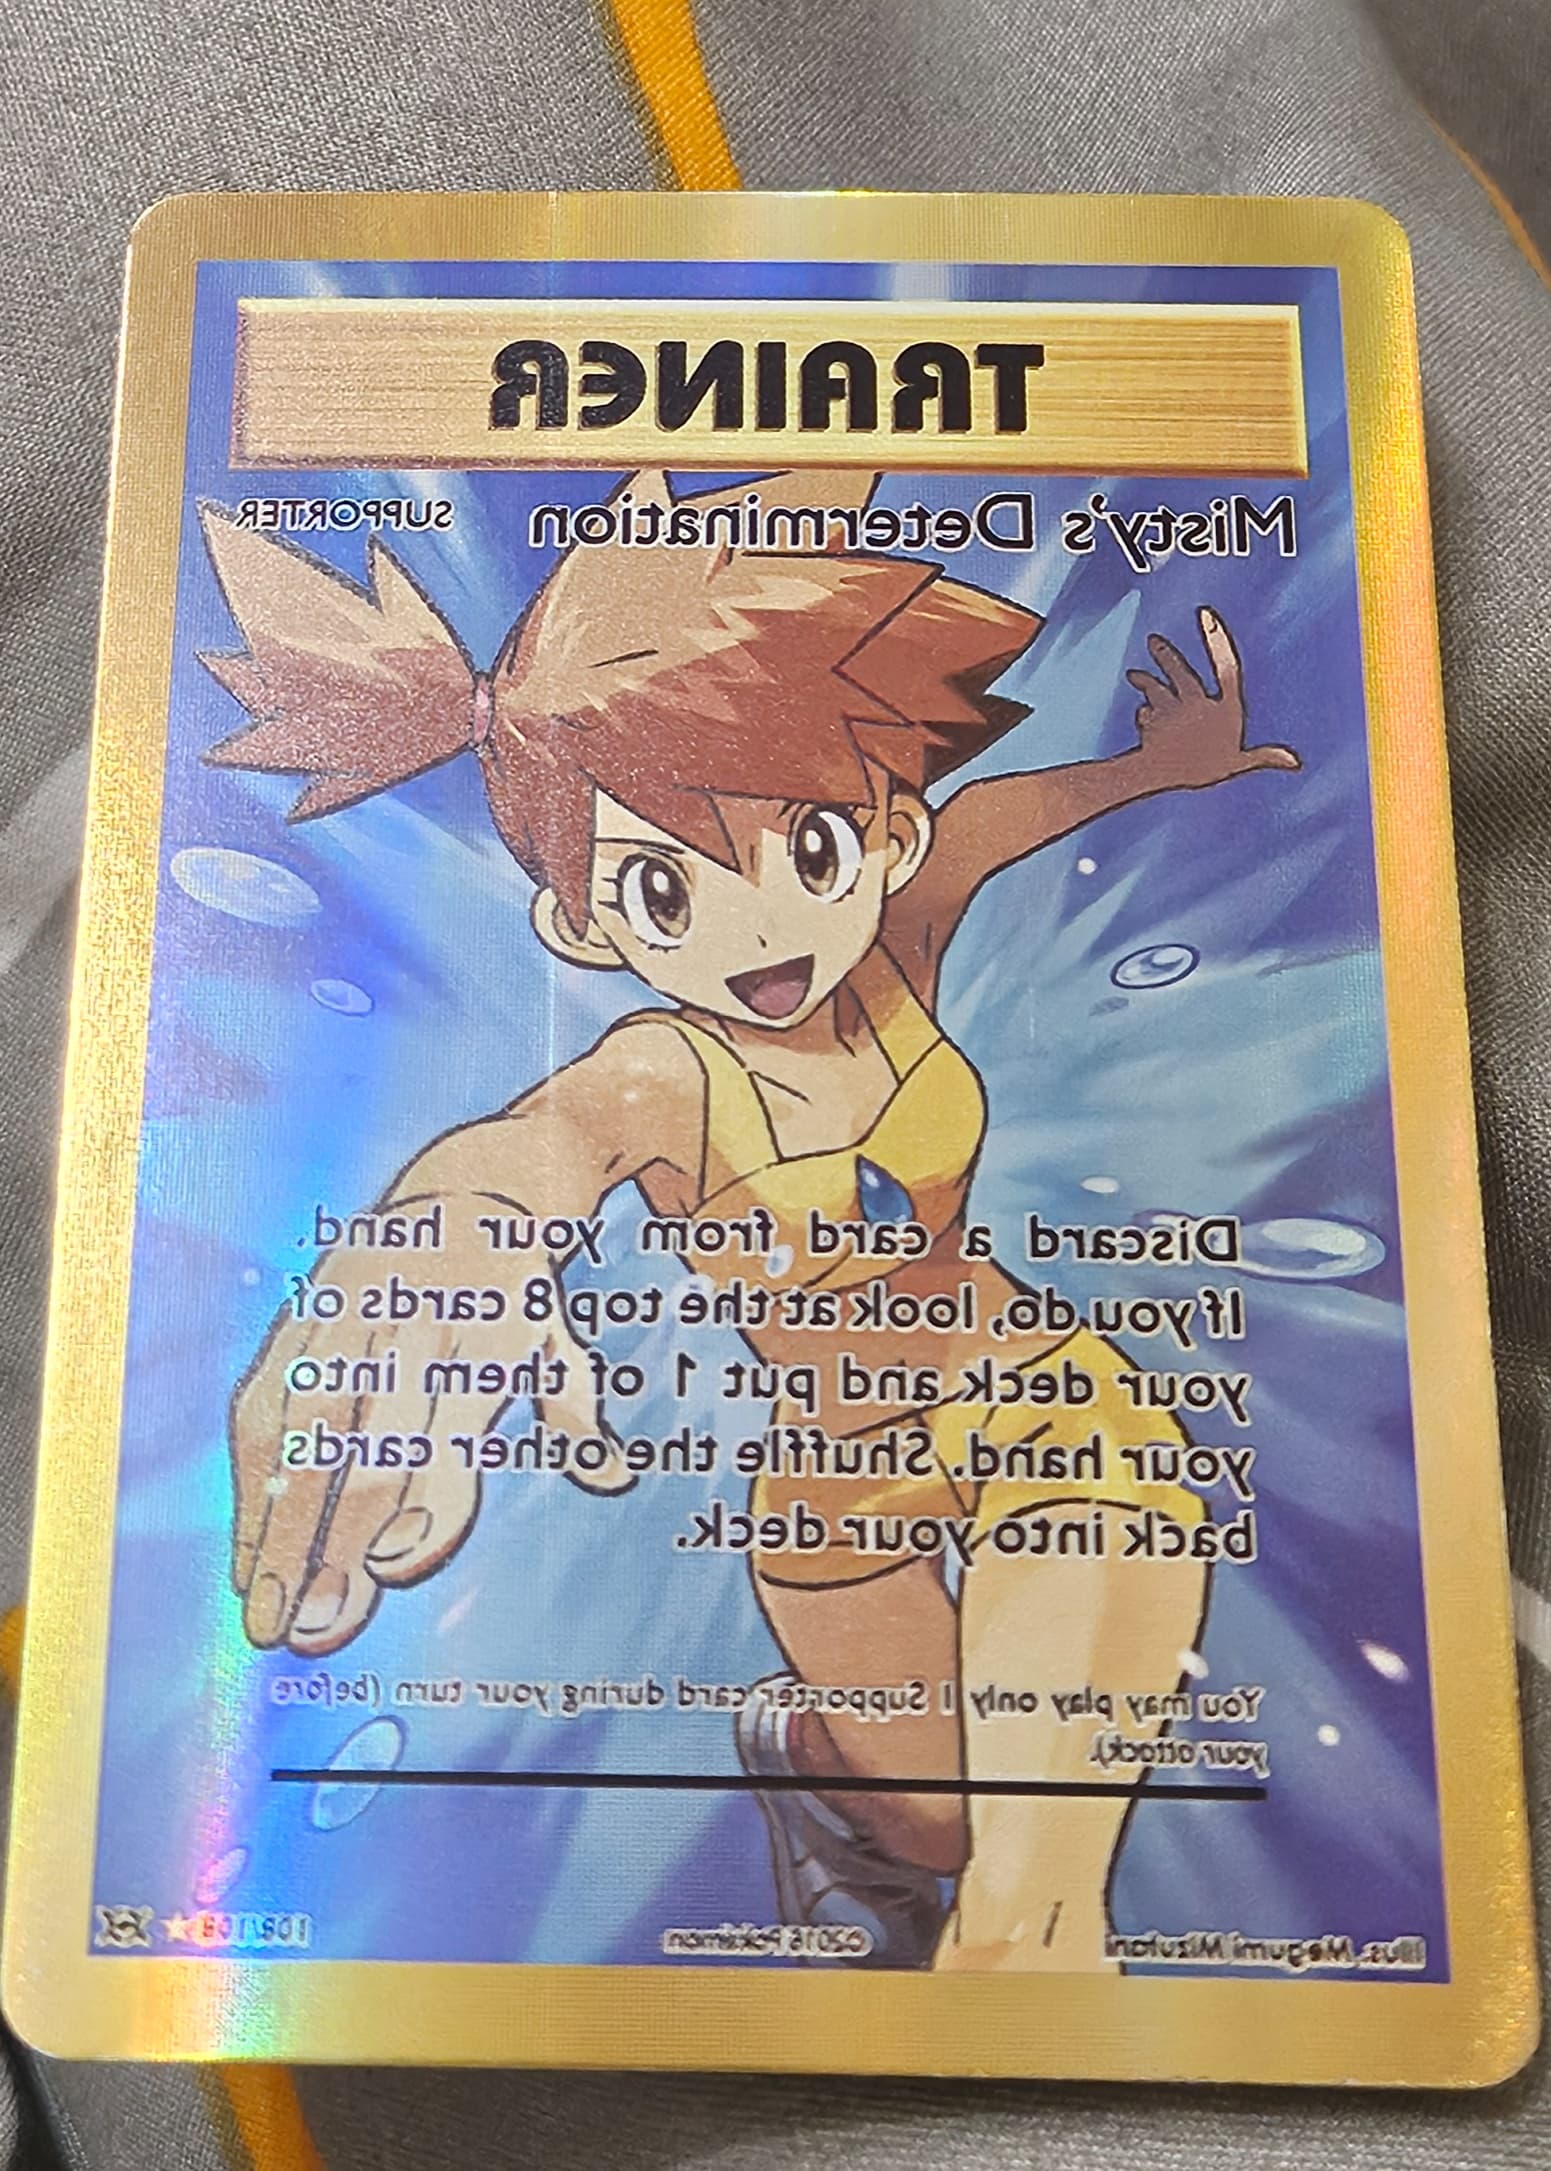 TRAINER
Misty's Determination SUPPORTER
Discard a card from your hand.
If you do, look at the top 8 cards of
your deck and put 1 of them into
your hand. Shuffle the other cards
back into your deck.
You may play only 1 Supporter card during your turn (before
your attack).
Illus. Megumi Mizutani ©2016 Pokémon 108/108